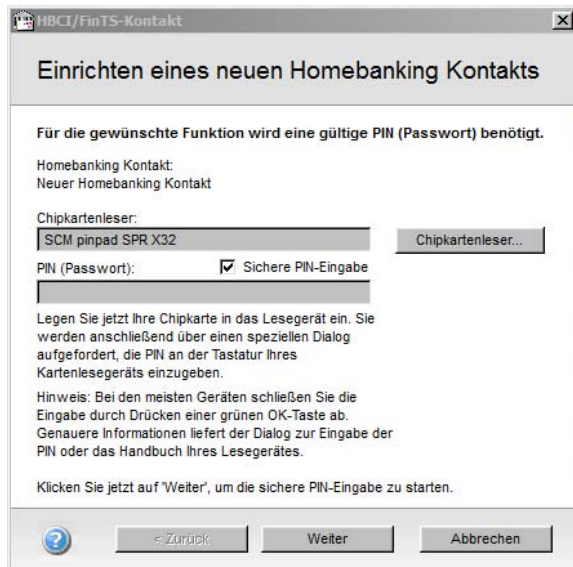 HBCI/FinTS-Kontakt
Einrichten eines neuen Homebanking Kontakts
Für die gewünschte Funktion wird eine gültige PIN (Passwort) benötigt.
Homebanking Kontakt:
Neuer Homebanking Kontakt
Chipkartenleser:
SCM pinpad SPR X32 Chipkartenleser...
PIN (Passwort): Sichere PIN-Eingabe
Legen Sie jetzt Ihre Chipkarte in das Lesegerät ein. Sie
werden anschließend über einen speziellen Dialog
aufgefordert, die PIN an der Tastatur Ihres
Kartenlesegeräts einzugeben.
Hinweis: Bei den meisten Geräten schließen Sie die
Eingabe durch Drücken einer grünen OK-Taste ab.
Genauere Informationen liefert der Dialog zur Eingabe der
PIN oder das Handbuch Ihres Lesegerätes.
Klicken Sie jetzt auf 'Weiter', um die sichere PIN-Eingabe zu starten.
? < Zurück Weiter Abbrechen